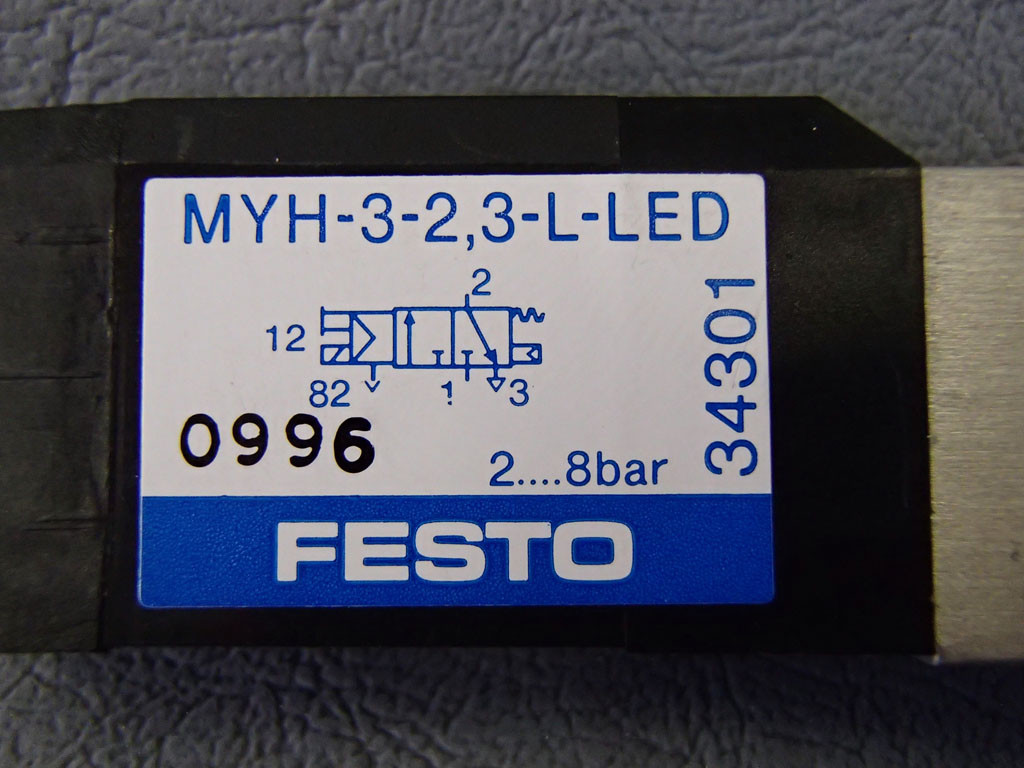 MYH-3-2,3-L-LED
34301
2
12
82 1 3
0996
2....8bar
FESTO